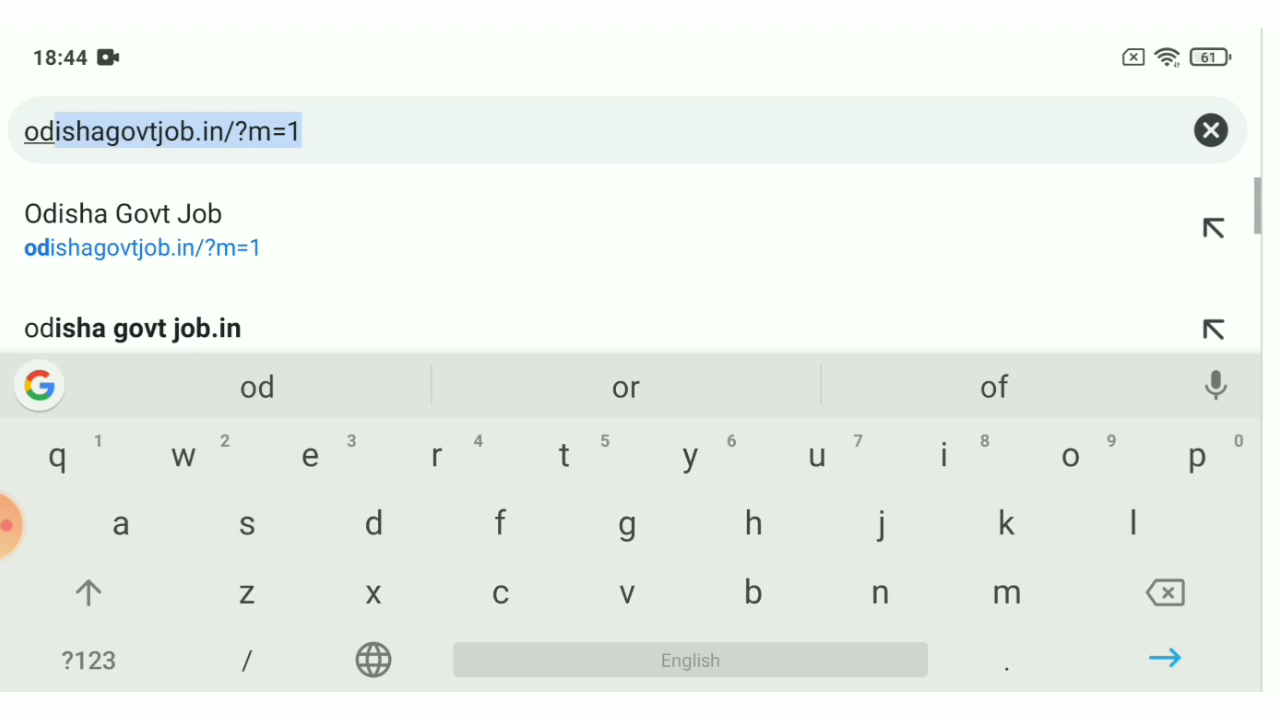 18:44
61
odishagovtjob.in/?m=1
Odisha Govt Job
odishagovtjob.in/?m=1
odisha govt job.in
od or of
q 1 w 2 e 3 r 4 t 5 y 6 u 7 i 8 o 9 p 0
a s d f g h j k l
z x c v b n m
?123 / English .